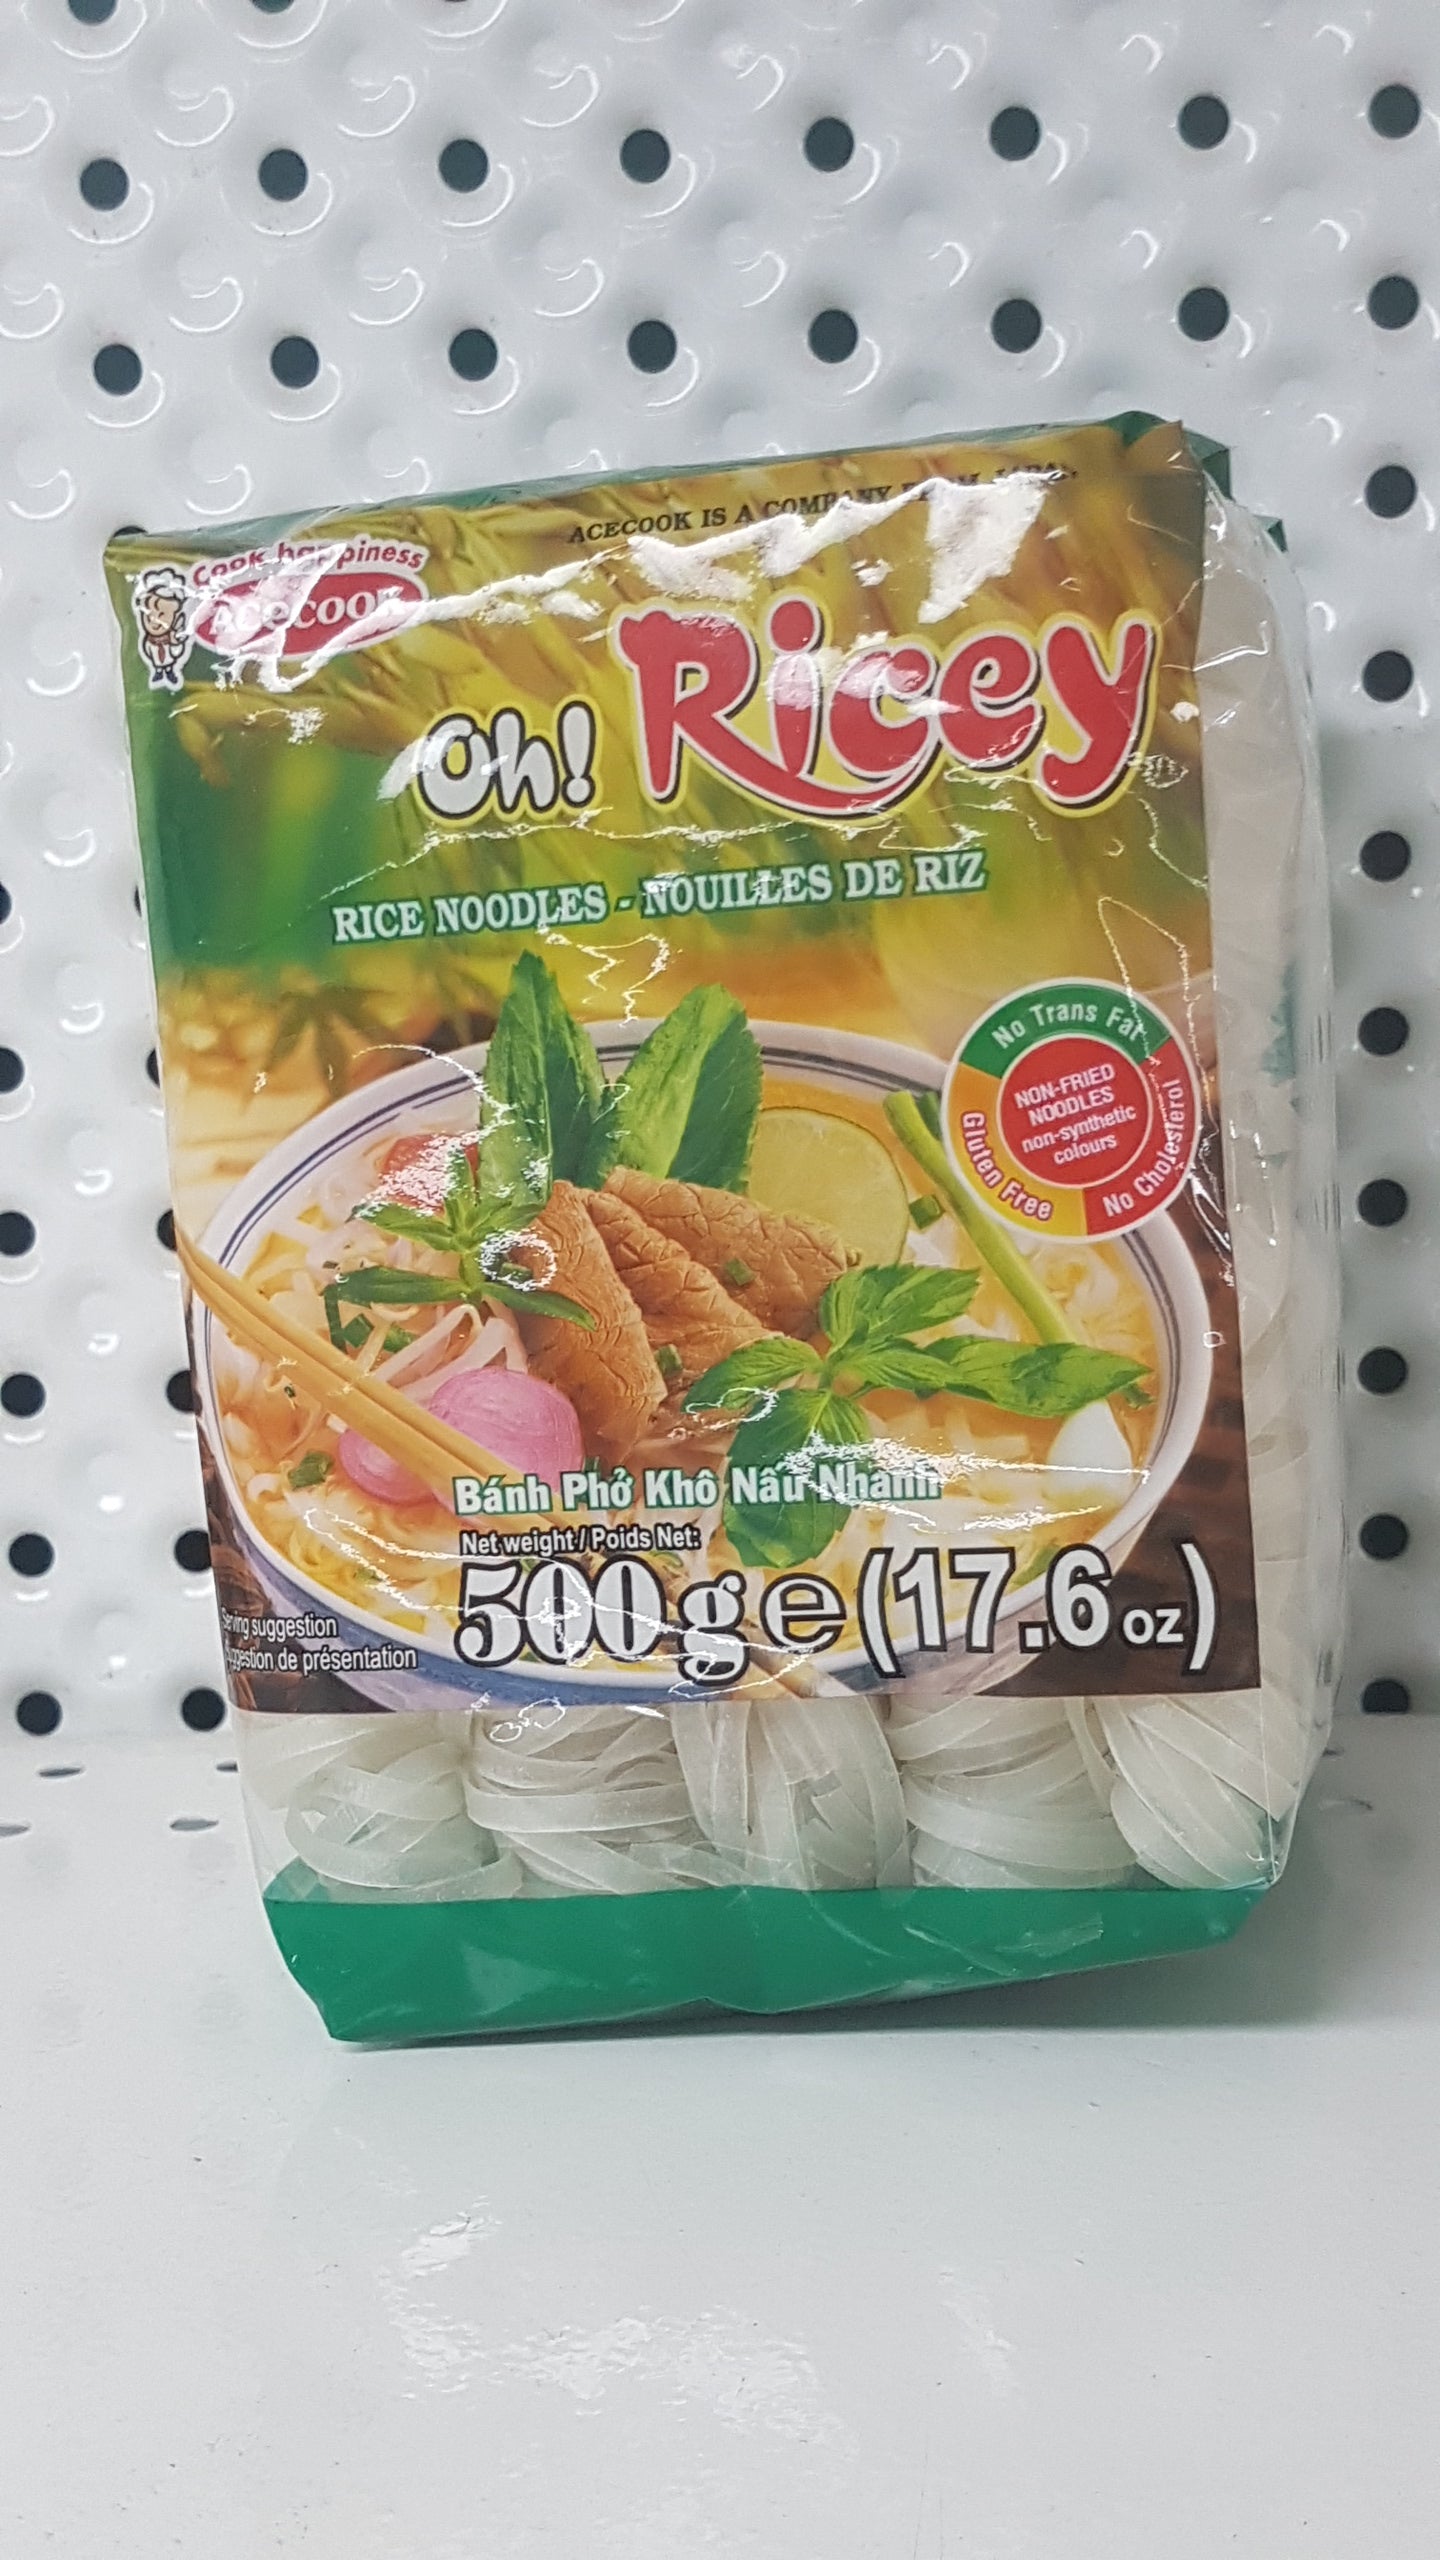 ACECOOK IS A COMPANY FROM JAPAN
Cook happiness
ACECOOK
Oh! Ricey
RICE NOODLES - NOUILLES DE RIZ
No Trans Fat
NON-FRIED
NOODLES
non-synthetic
colours
Gluten Free
No Cholesterol
Bánh Phở Khô Nấu Nhanh
Net weight / Poids Net:
500 g e (17.6 oz)
Serving suggestion
Suggestion de présentation